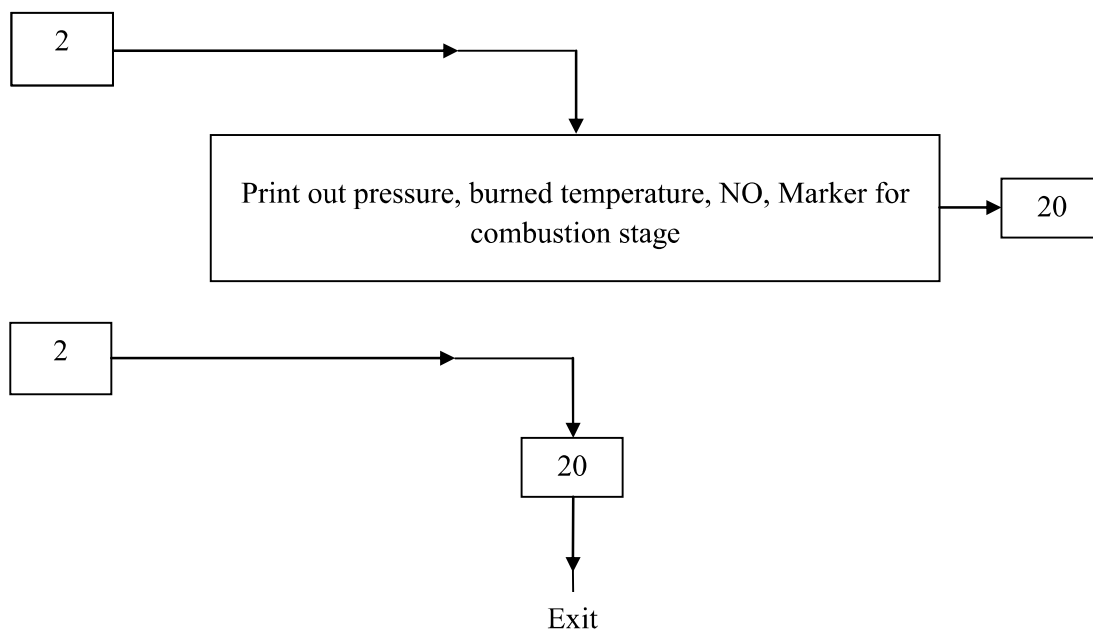 2
Print out pressure, burned temperature, NO, Marker for
combustion stage
20
2
20
Exit